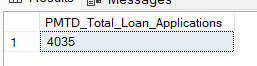 Results Messages
PMTD_Total_Loan_Applications
1 4035